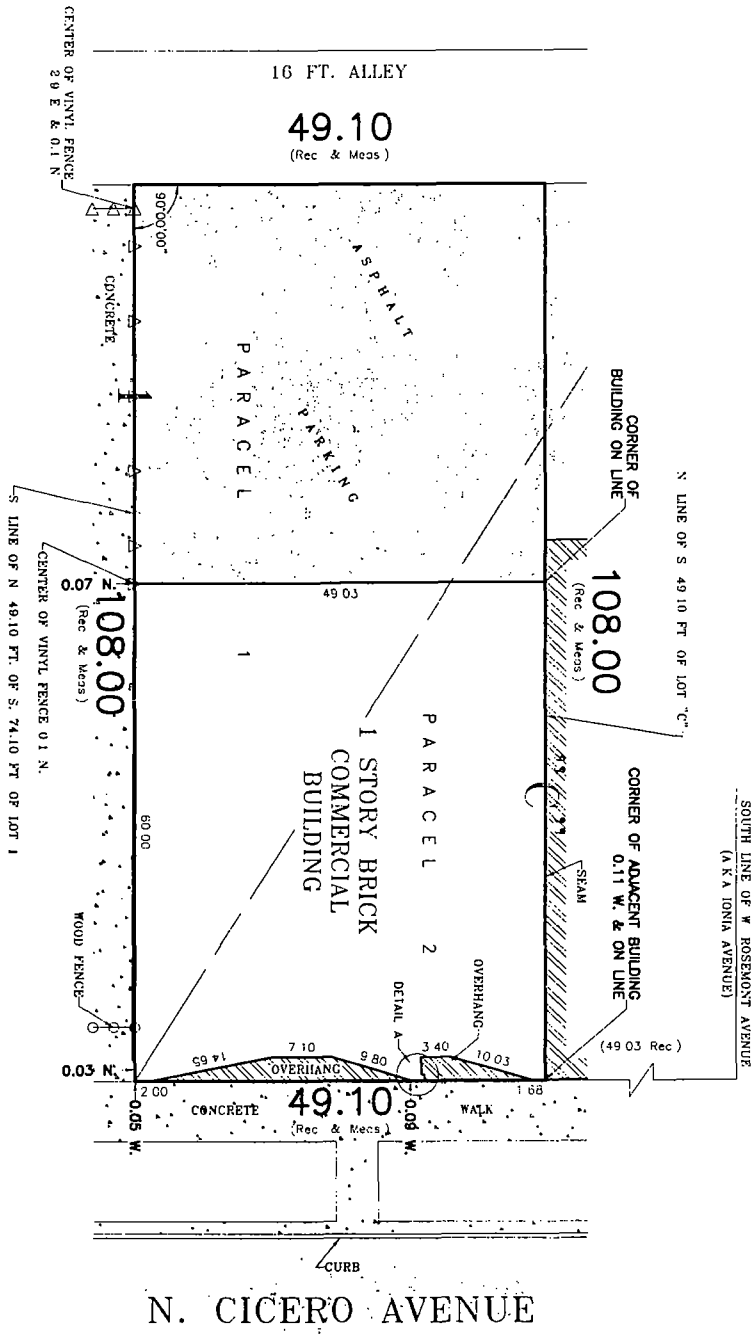 16 FT. ALLEY
49.10
(Rec & Meas)
CENTER OF VINYL FENCE
2.9 E & 0.1 N
90°00'00"
ASPHALT
PARKING
CONCRETE
PARACEL
1
1
CORNER OF
BUILDING ON LINE
N LINE OF S 49 10 FT OF LOT "C"
S LINE OF N 49.10 FT. OF S. 74.10 FT OF LOT 1
CENTER OF VINYL FENCE 0 1 N.
0.07 N.
49 03
108.00
(Rec & Meas)
108.00
(Rec & Meas)
PARACEL 2
1 STORY BRICK
COMMERCIAL
BUILDING
"C"
SEAM
CORNER OF ADJACENT BUILDING
0.11 W. & ON LINE
SOUTH LINE OF W ROSEMONT AVENUE
(A K A IONIA AVENUE)
60 00
WOOD FENCE
DETAIL A
OVERHANG
(49 03 Rec)
0.03 N.
14 65
7 10
9 80
3 40
10 03
OVERHANG
2 00
1 68
CONCRETE
WALK
49.10
(Rec & Meas)
0.05 W.
0.09 W.
CURB
N. CICERO AVENUE